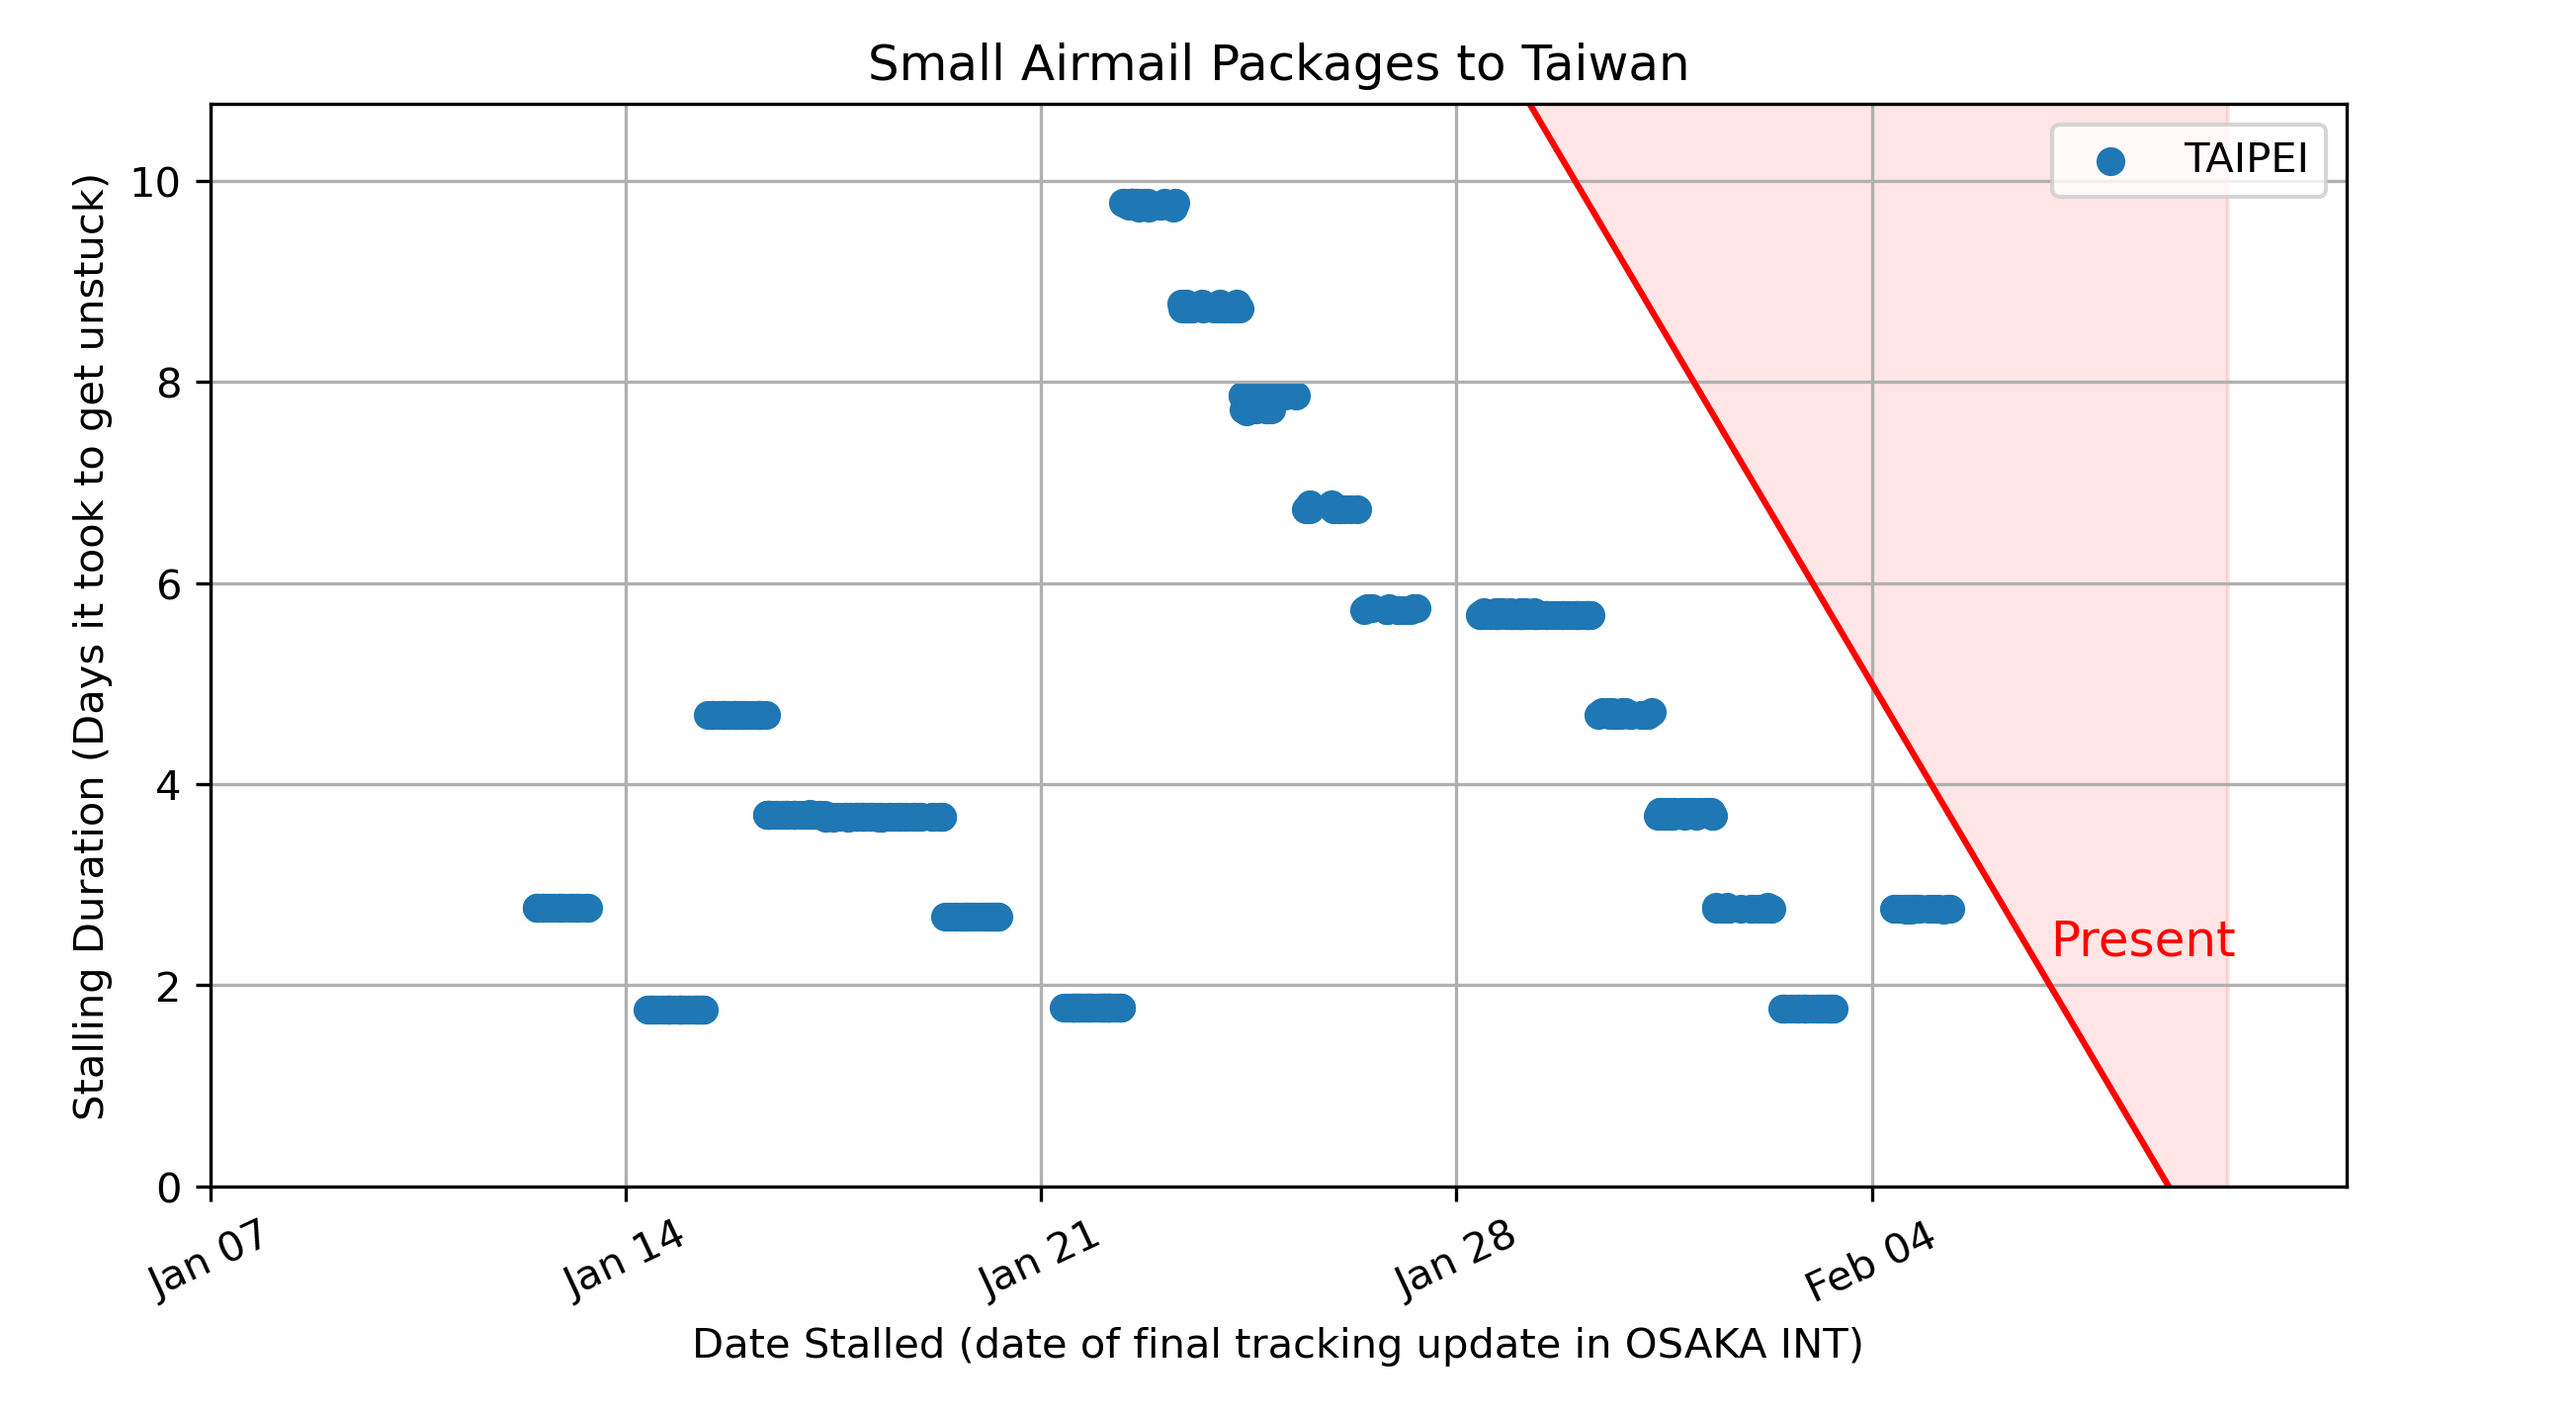 Small Airmail Packages to Taiwan
TAIPEI
Stalling Duration (Days it took to get unstuck)
10
8
6
4
2
0
Present
Jan 07
Jan 14
Jan 21
Jan 28
Feb 04
Date Stalled (date of final tracking update in OSAKA INT)